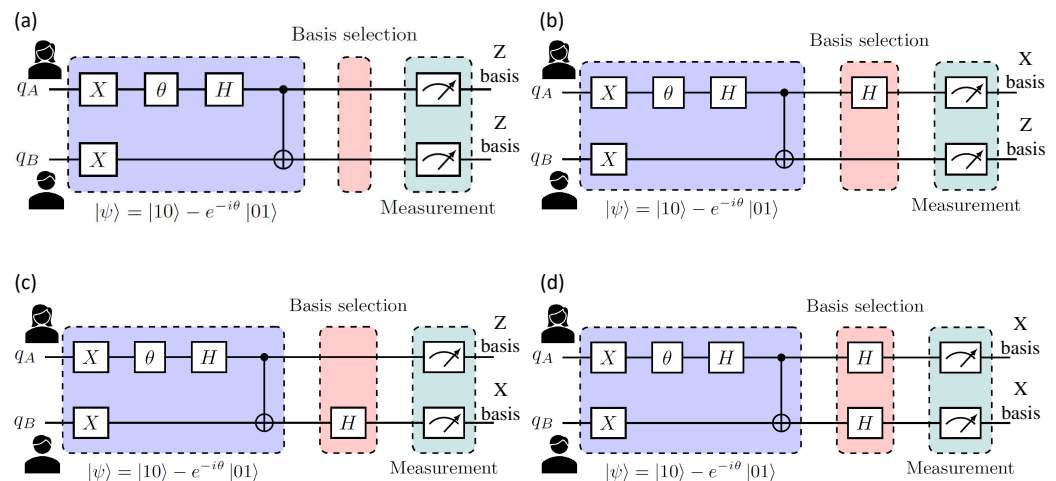 (a)
Basis selection
Z
basis
q_A X θ H
Z
basis
q_B X
|ψ⟩ = |10⟩ − e^{−iθ} |01⟩
Measurement
(b)
Basis selection
X
basis
q_A X θ H H
Z
basis
q_B X
|ψ⟩ = |10⟩ − e^{−iθ} |01⟩
Measurement
(c)
Basis selection
Z
basis
q_A X θ H
X
basis
q_B X H
|ψ⟩ = |10⟩ − e^{−iθ} |01⟩
Measurement
(d)
Basis selection
X
basis
q_A X θ H H
X
basis
q_B X H
|ψ⟩ = |10⟩ − e^{−iθ} |01⟩
Measurement